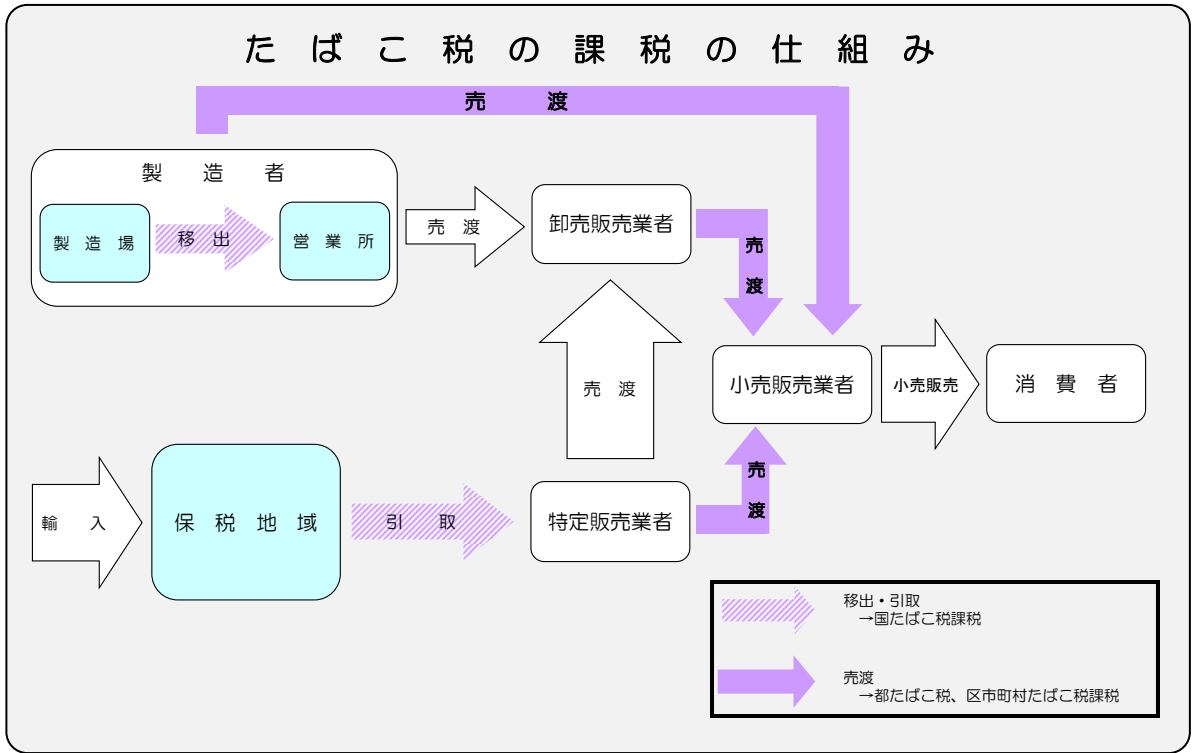 たばこ税の課税の仕組み
売渡
製造者
製造場
移出
営業所
売渡
卸売販売業者
売渡
売渡
小売販売業者
小売販売
消費者
輸入
保税地域
引取
特定販売業者
売渡
移出・引取
→国たばこ税課税
売渡
→都たばこ税、区市町村たばこ税課税